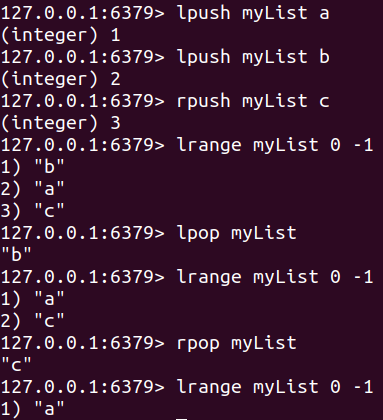 127.0.0.1:6379> lpush myList a
(integer) 1
127.0.0.1:6379> lpush myList b
(integer) 2
127.0.0.1:6379> rpush myList c
(integer) 3
127.0.0.1:6379> lrange myList 0 -1
1) "b"
2) "a"
3) "c"
127.0.0.1:6379> lpop myList
"b"
127.0.0.1:6379> lrange myList 0 -1
1) "a"
2) "c"
127.0.0.1:6379> rpop myList
"c"
127.0.0.1:6379> lrange myList 0 -1
1) "a"